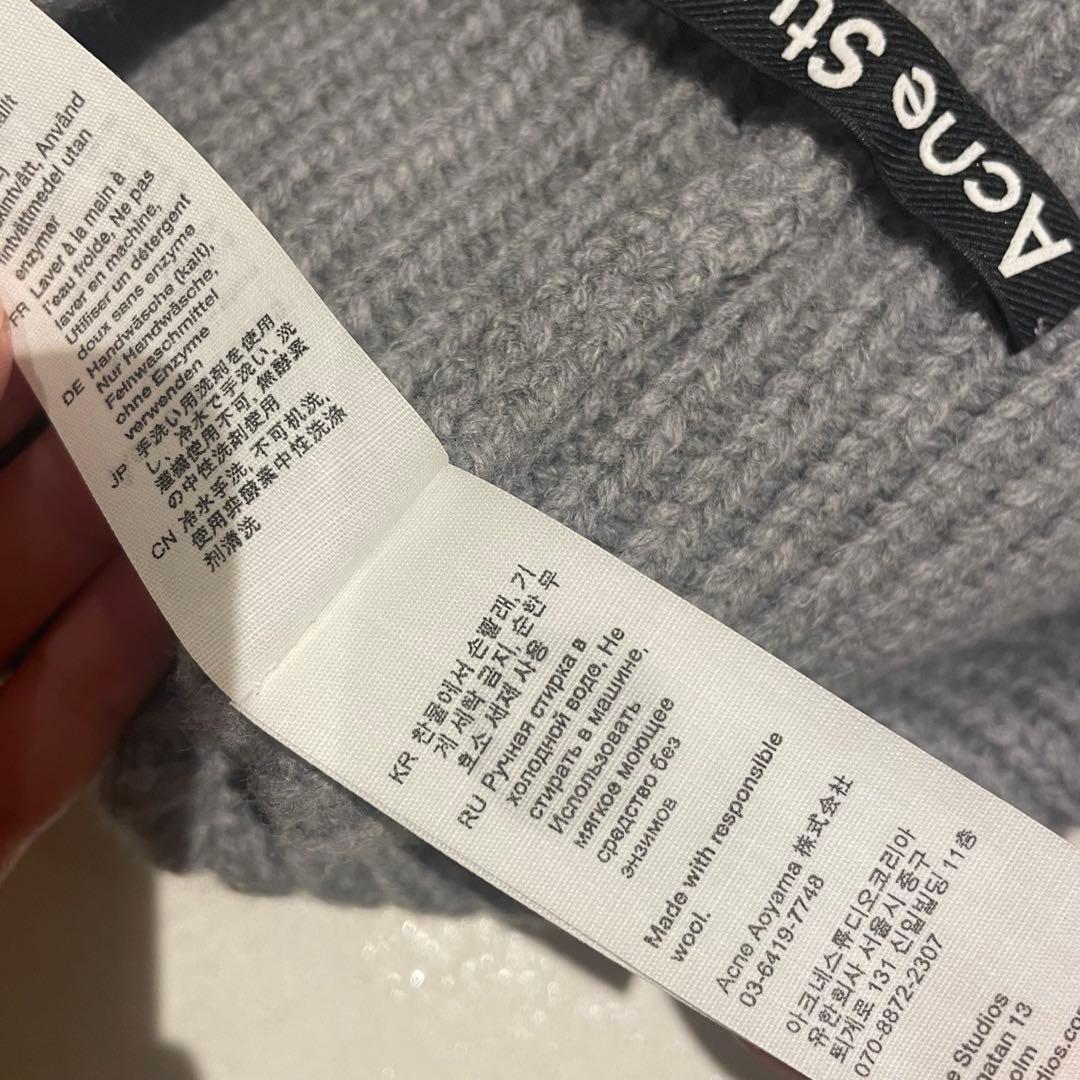 Acne Stu
kallt
intvätt, Använd
intvättmedel utan
enzymer
FR Laver à la main à
l'eau froide, Ne pas
laver en machine,
Utiliser un détergent
doux sans enzyme
DE Handwäsche (kalt),
Nur Handwäsche,
Feinwaschmittel
ohne Enzyme
verwenden
JP 手洗い用洗剤を使用
し、冷水で手洗い, 洗
濯機使用不可, 無酵素
の中性洗剤使用
CN 冷水手洗, 不可机洗,
使用無酵素中性洗涤
剂清洗
KR 찬물에서 손빨래, 기
계 세탁 금지, 순한 무
효소 세제 사용
RU Ручная стирка в
холодной воде, Не
стирать в машине,
Использовать
мягкое моющее
средство без
энзимов
Made with responsible
wool.
Acne Aoyama 株式会社
03-6419-7748
아크네스튜디오코리아
유한회사 서울시 중구
퇴계로 131 신일빌딩 11층
070-8872-2307
e Studios
natan 13
olm
dios.co